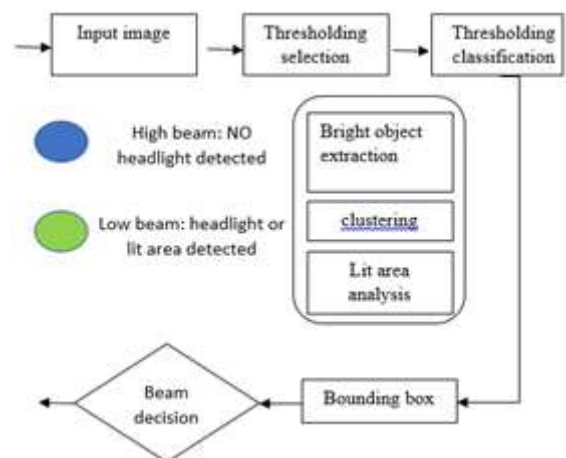 Input image
Thresholding
selection
Thresholding
classification
High beam: NO
headlight detected
Bright object
extraction
Low beam: headlight or
lit area detected
clustering
Lit area
analysis
Beam
decision
Bounding box